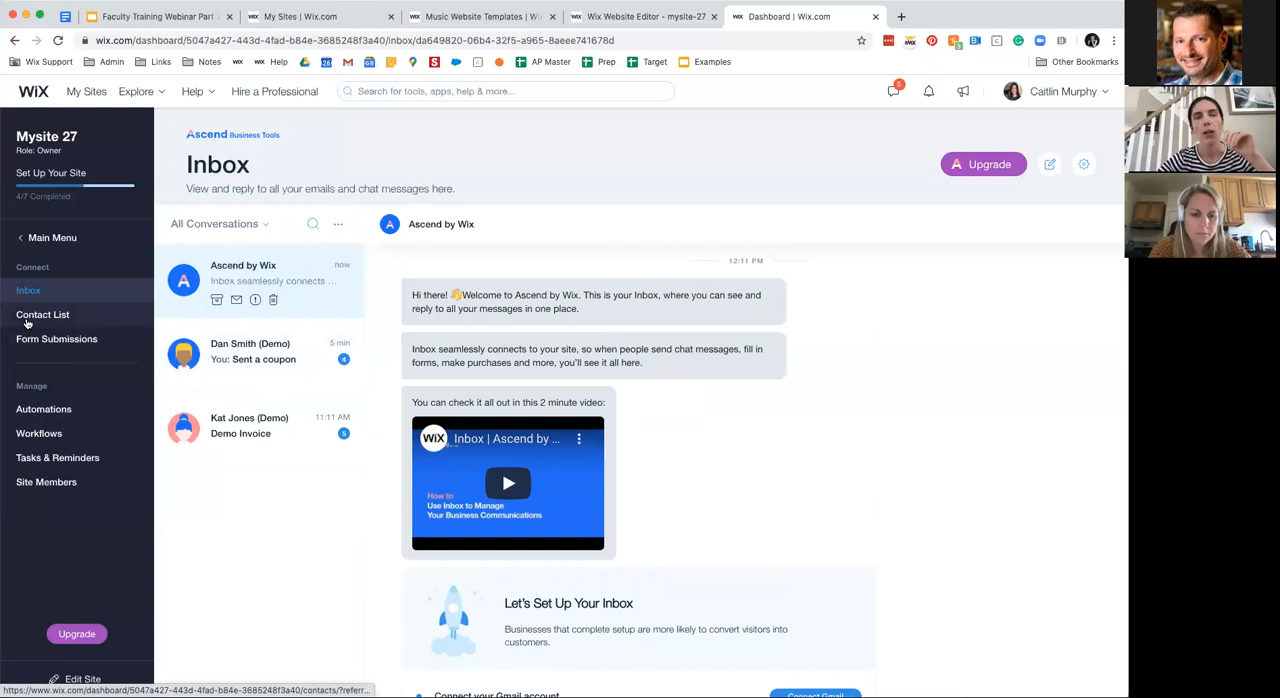 Faculty Training Webinar Part
My Sites | Wix.com
Music Website Templates | W
Wix Website Editor - mysite-27
Dashboard | Wix.com
wix.com/dashboard/5047a427-443d-4fad-b84e-3685248f3a40/inbox/da649820-06b4-32f5-a965-8aeee741678d
Wix Support
Admin
Links
Notes
Help
AP Master
Prep
Target
Examples
Other Bookmarks
WiX
My Sites
Explore
Help
Hire a Professional
Search for tools, apps, help & more...
5
Caitlin Murphy
Mysite 27
Role: Owner
Set Up Your Site
4/7 Completed
Main Menu
Connect
Inbox
Contact List
Form Submissions
Manage
Automations
Workflows
Tasks & Reminders
Site Members
Upgrade
Edit Site
https://www.wix.com/dashboard/5047a427-443d-4fad-b84e-3685248f3a40/contacts/?referr...
Ascend Business Tools
Inbox
View and reply to all your emails and chat messages here.
Upgrade
All Conversations
Ascend by Wix
now
Inbox seamlessly connects ...
Dan Smith (Demo)
5 min
You: Sent a coupon
4
Kat Jones (Demo)
11:11 AM
Demo Invoice
5
A
Ascend by Wix
12:11 PM
Hi there! 👋Welcome to Ascend by Wix. This is your Inbox, where you can see and
reply to all your messages in one place.
Inbox seamlessly connects to your site, so when people send chat messages, fill in
forms, make purchases and more, you'll see it all here.
You can check it all out in this 2 minute video:
WiX
Inbox | Ascend by ...
How to
Use Inbox to Manage
Your Business Communications
Let's Set Up Your Inbox
Businesses that complete setup are more likely to convert visitors into
customers.
Connect your Gmail account
Connect Gmail